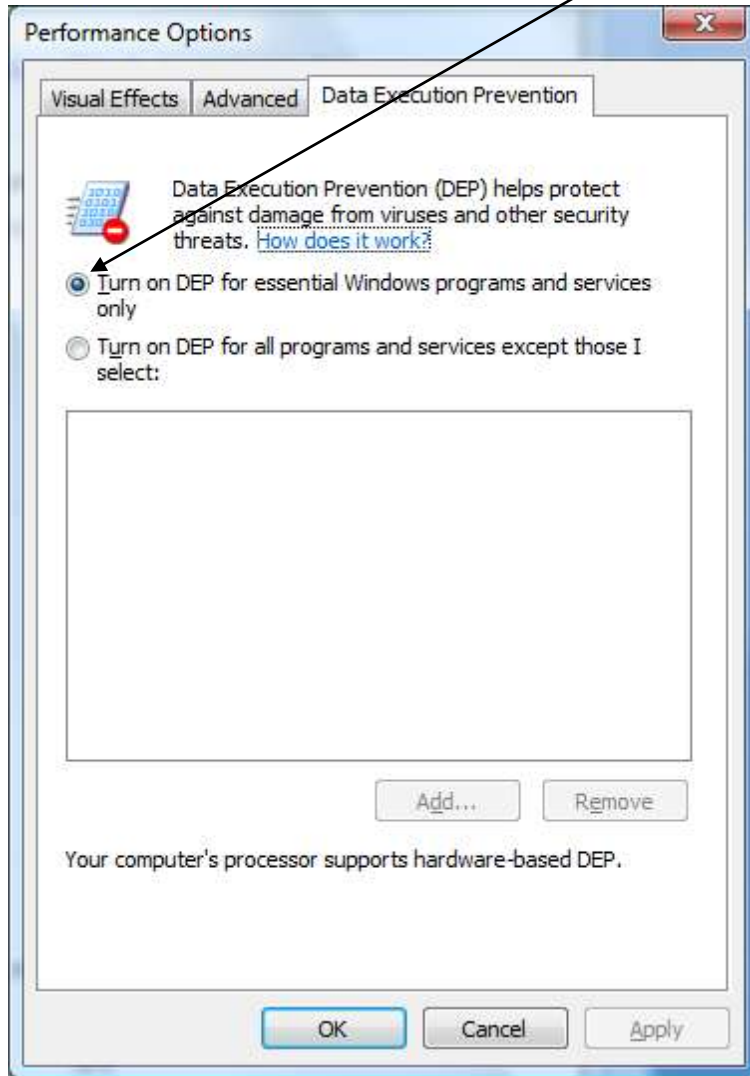 Performance Options
Visual Effects Advanced Data Execution Prevention
Data Execution Prevention (DEP) helps protect
against damage from viruses and other security
threats. How does it work?
Turn on DEP for essential Windows programs and services
only
Turn on DEP for all programs and services except those I
select:
Add... Remove
Your computer's processor supports hardware-based DEP.
OK Cancel Apply